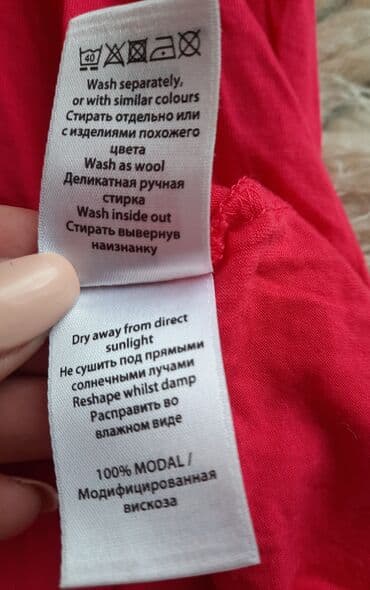 40
Wash separately,
or with similar colours
Стирать отдельно или
с изделиями похожего
цвета
Wash as wool
Деликатная ручная
стирка
Wash inside out
Стирать вывернув
наизнанку
Dry away from direct
sunlight
Не сушить под прямыми
солнечными лучами
Reshape whilst damp
Расправить во
влажном виде
100% MODAL /
Модифицированная
вискоза